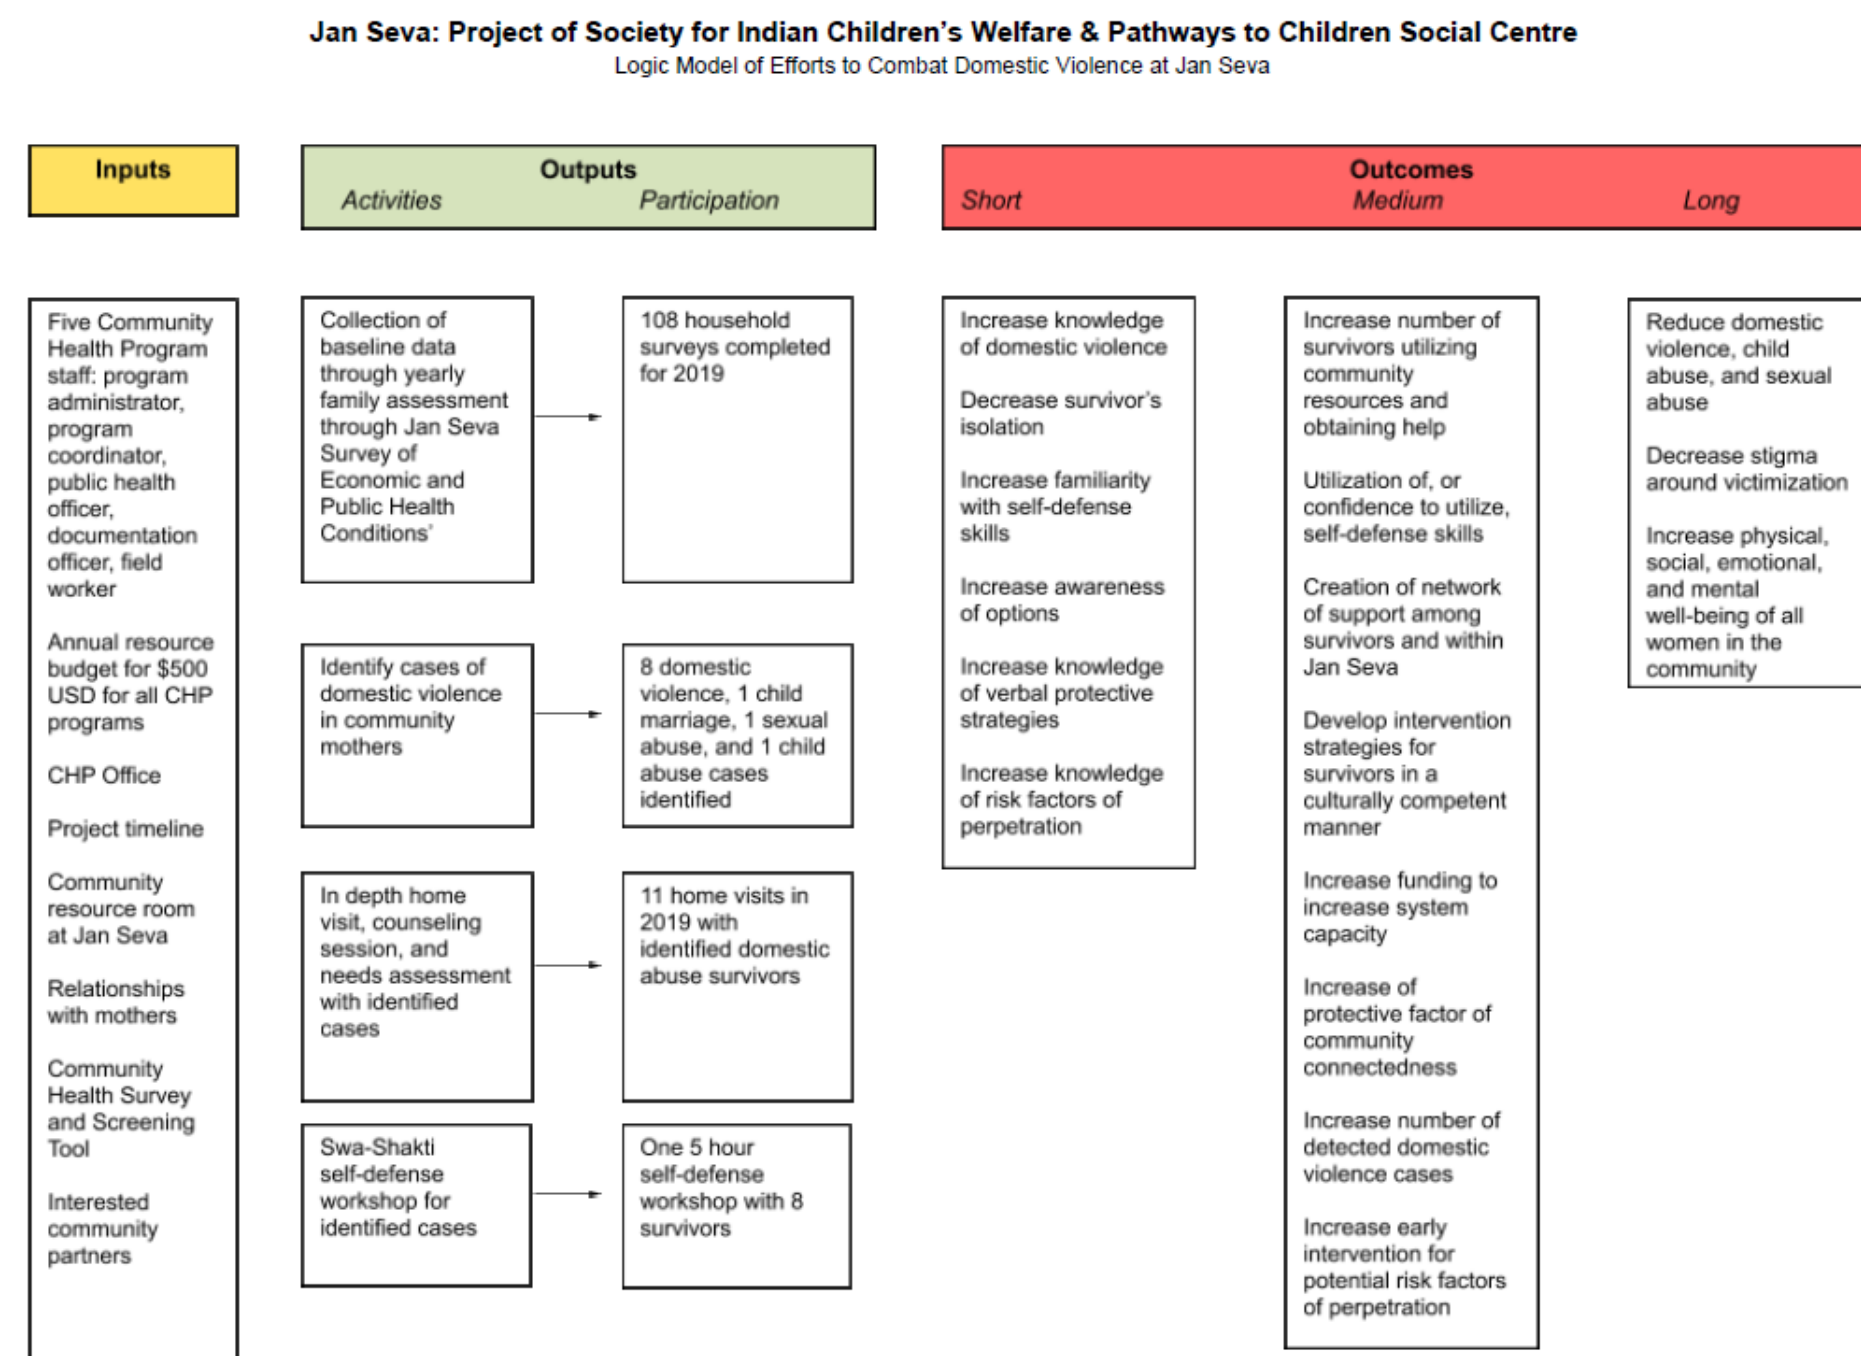 Jan Seva: Project of Society for Indian Children's Welfare & Pathways to Children Social Centre
Logic Model of Efforts to Combat Domestic Violence at Jan Seva
Inputs
Outputs
Activities
Participation
Outcomes
Short
Medium
Long
Five Community
Health Program
staff: program
administrator,
program
coordinator,
public health
officer,
documentation
officer, field
worker
Annual resource
budget for $500
USD for all CHP
programs
CHP Office
Project timeline
Community
resource room
at Jan Seva
Relationships
with mothers
Community
Health Survey
and Screening
Tool
Interested
community
partners
Collection of
baseline data
through yearly
family assessment
through Jan Seva
Survey of
Economic and
Public Health
Conditions'
108 household
surveys completed
for 2019
Identify cases of
domestic violence
in community
mothers
8 domestic
violence, 1 child
marriage, 1 sexual
abuse, and 1 child
abuse cases
identified
In depth home
visit, counseling
session, and
needs assessment
with identified
cases
11 home visits in
2019 with
identified domestic
abuse survivors
Swa-Shakti
self-defense
workshop for
identified cases
One 5 hour
self-defense
workshop with 8
survivors
Increase knowledge
of domestic violence
Decrease survivor's
isolation
Increase familiarity
with self-defense
skills
Increase awareness
of options
Increase knowledge
of verbal protective
strategies
Increase knowledge
of risk factors of
perpetration
Increase number of
survivors utilizing
community
resources and
obtaining help
Utilization of, or
confidence to utilize,
self-defense skills
Creation of network
of support among
survivors and within
Jan Seva
Develop intervention
strategies for
survivors in a
culturally competent
manner
Increase funding to
increase system
capacity
Increase of
protective factor of
community
connectedness
Increase number of
detected domestic
violence cases
Increase early
intervention for
potential risk factors
of perpetration
Reduce domestic
violence, child
abuse, and sexual
abuse
Decrease stigma
around victimization
Increase physical,
social, emotional,
and mental
well-being of all
women in the
community